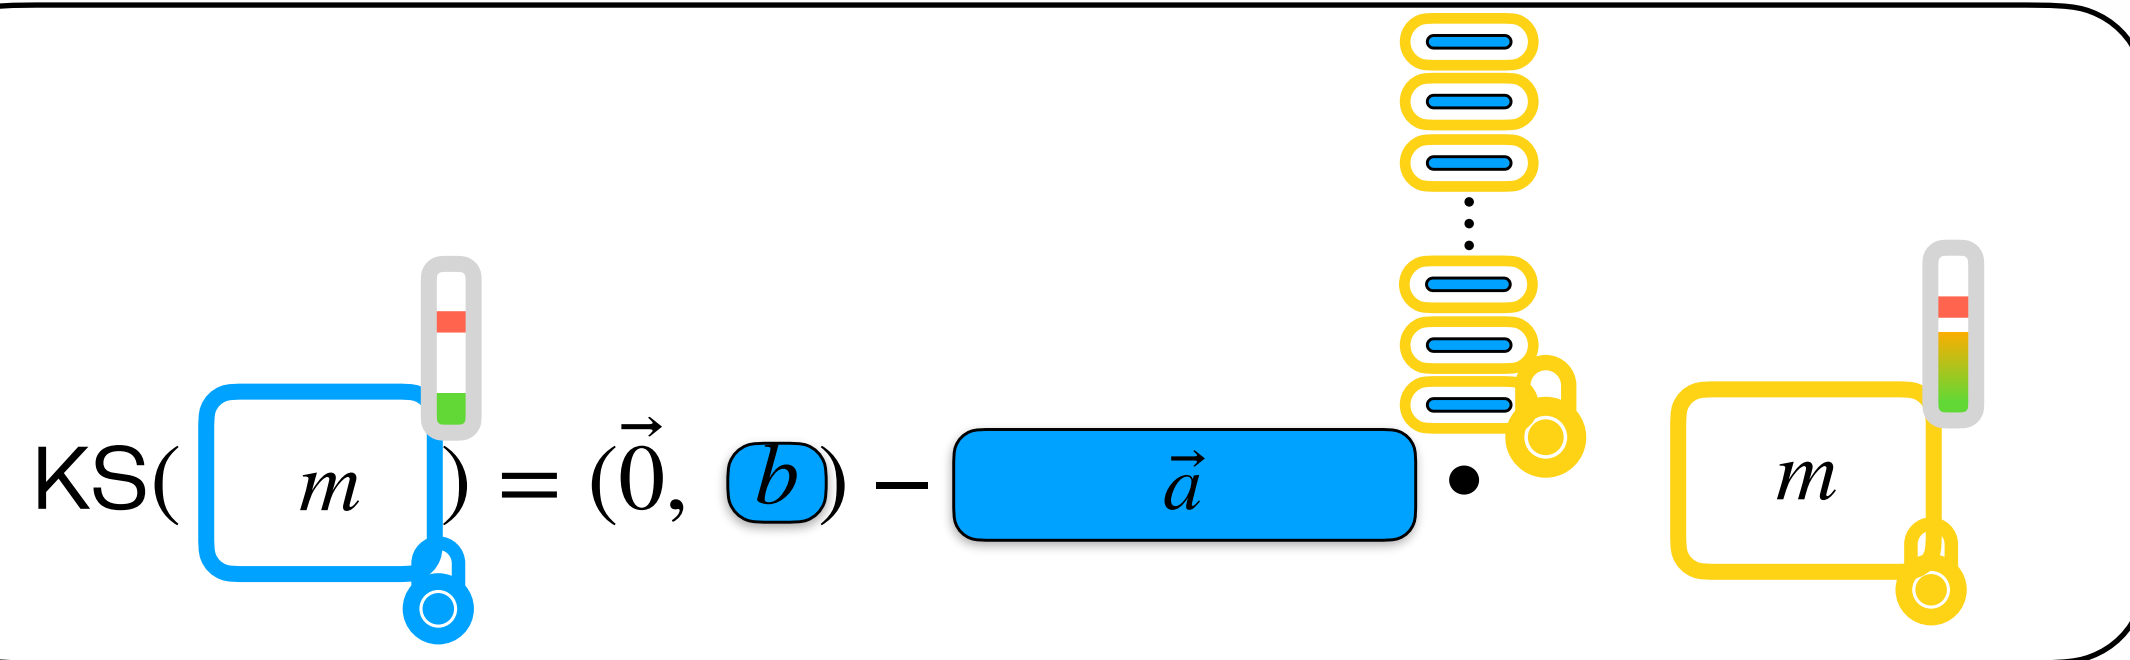 KS( m ) = (0⃗, b) − a⃗ • m